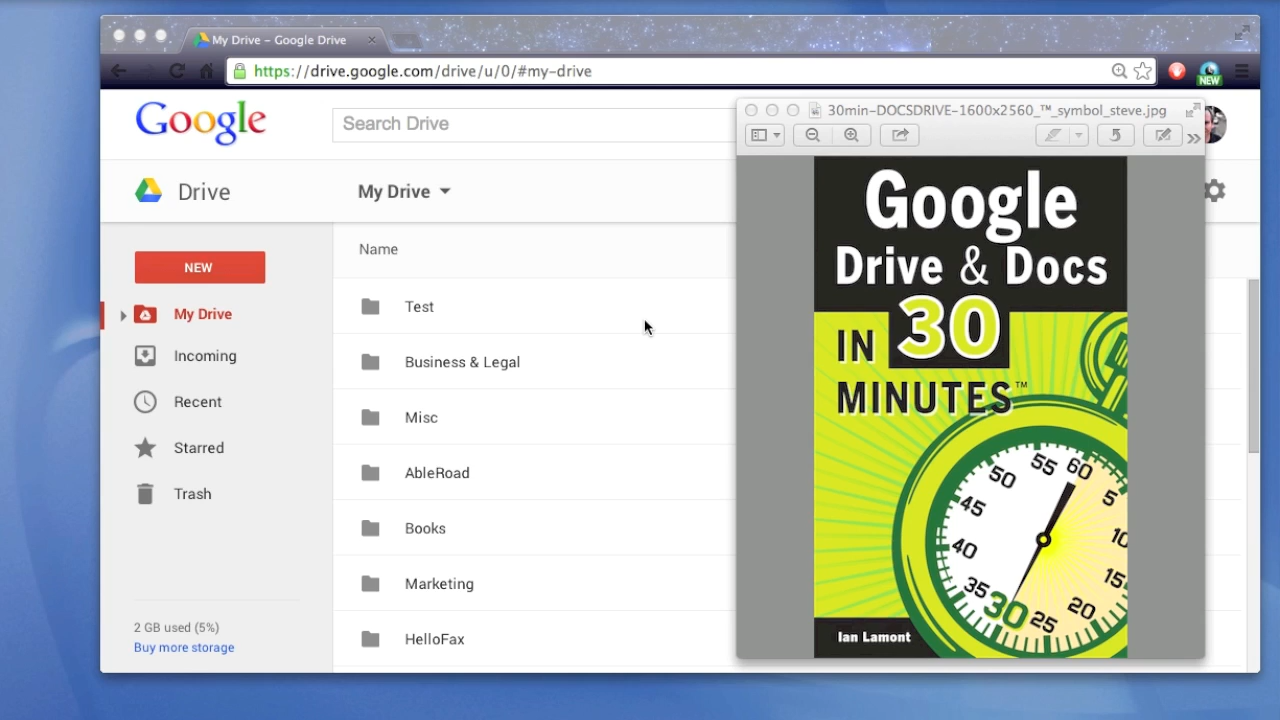 My Drive – Google Drive
https://drive.google.com/drive/u/0/#my-drive
NEW
Google
Search Drive
Drive
My Drive
NEW
My Drive
Incoming
Recent
Starred
Trash
2 GB used (5%)
Buy more storage
Name
Test
Business & Legal
Misc
AbleRoad
Books
Marketing
HelloFax
30min-DOCSDRIVE-1600x2560_™_symbol_steve.jpg
Google
Drive & Docs
IN 30
MINUTES™
55 60
50 5
45 10
40 15
35 30 25 20
Ian Lamont